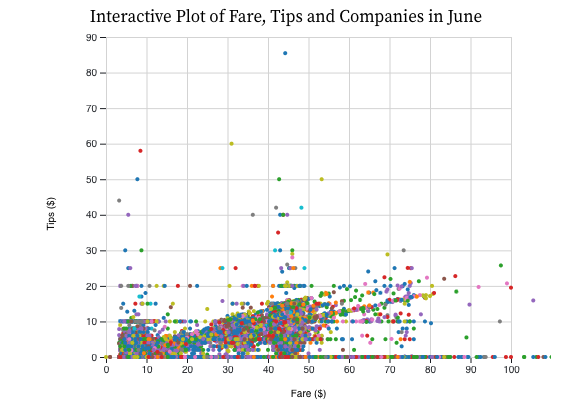 Interactive Plot of Fare, Tips and Companies in June
90
80
70
60
50
40
30
20
10
0
Tips ($)
0 10 20 30 40 50 60 70 80 90 100
Fare ($)